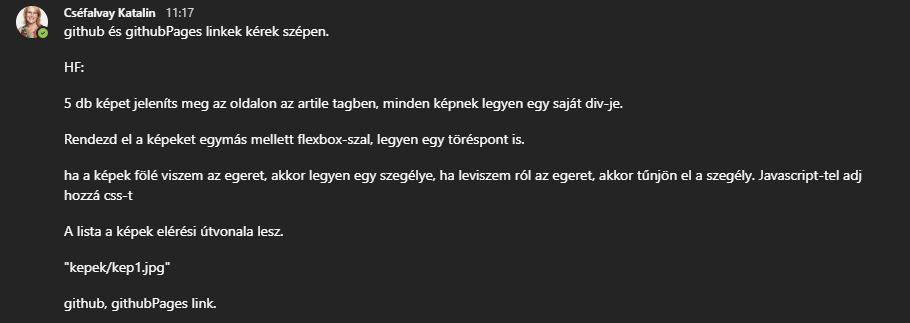 Cséfalvay Katalin 11:17
github és githubPages linkek kérek szépen.
HF:
5 db képet jeleníts meg az oldalon az artile tagben, minden képnek legyen egy saját div-je.
Rendezd el a képeket egymás mellett flexbox-szal, legyen egy töréspont is.
ha a képek fölé viszem az egeret, akkor legyen egy szegélye, ha leviszem ról az egeret, akkor tűnjön el a szegély. Javascript-tel adj
hozzá css-t
A lista a képek elérési útvonala lesz.
"kepek/kep1.jpg"
github, githubPages link.